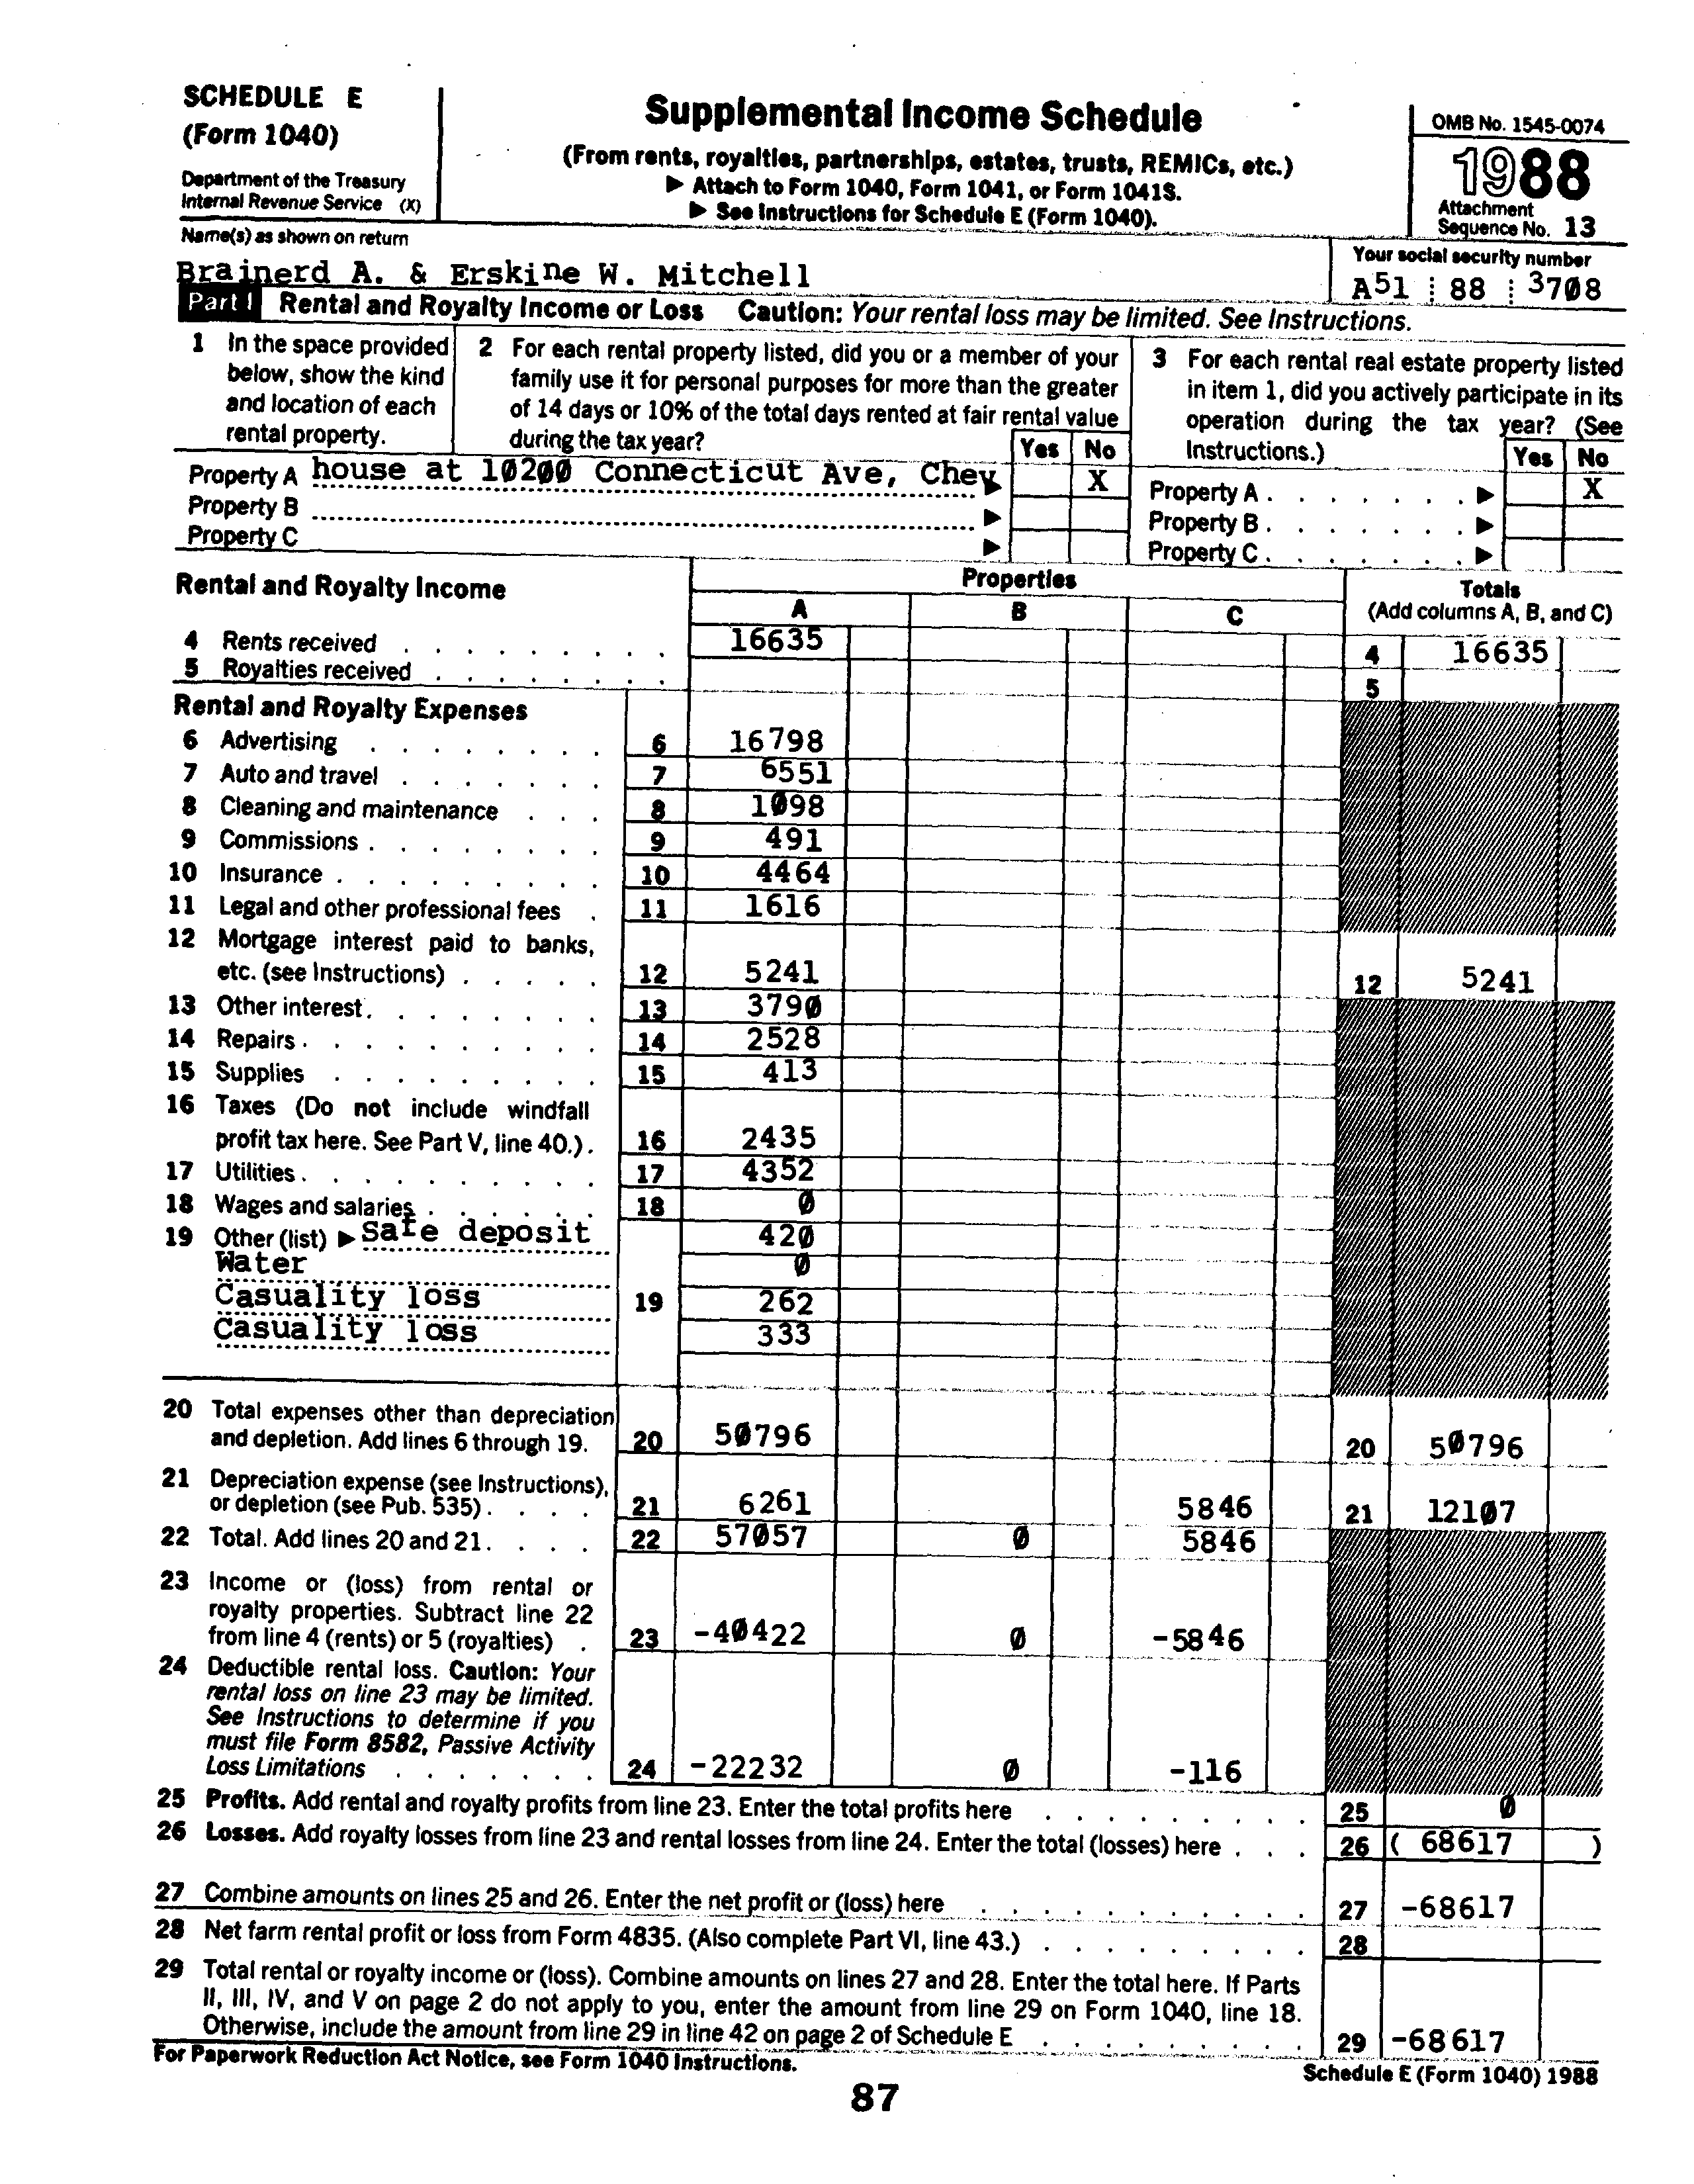 SCHEDULE E
(Form 1040)
Department of the Treasury
Internal Revenue Service (X)
Supplemental Income Schedule
(From rents, royalties, partnerships, estates, trusts, REMICs, etc.)
▶ Attach to Form 1040, Form 1041, or Form 1041S.
▶ See Instructions for Schedule E (Form 1040).
OMB No. 1545-0074
1988
Attachment
Sequence No. 13
Name(s) as shown on return
Brainerd A. & Erskine W. Mitchell
Your social security number
A51 88 3708
Part I Rental and Royalty Income or Loss Caution: Your rental loss may be limited. See Instructions.
1 In the space provided
below, show the kind
and location of each
rental property.
2 For each rental property listed, did you or a member of your
family use it for personal purposes for more than the greater
of 14 days or 10% of the total days rented at fair rental value
during the tax year?
Yes No
3 For each rental real estate property listed
in item 1, did you actively participate in its
operation during the tax year? (See
Instructions.)
Yes No
Property A house at 10200 Connecticut Ave, Chev ▶ X
Property B ▶
Property C ▶
Property A . . . . . . . ▶ X
Property B . . . . . . . ▶
Property C . . . . . . . ▶
Rental and Royalty Income
Properties
A B C
Totals
(Add columns A, B, and C)
4 Rents received 16635 4 16635
5 Royalties received 5
Rental and Royalty Expenses
6 Advertising 6 16798
7 Auto and travel 7 6551
8 Cleaning and maintenance 8 1098
9 Commissions 9 491
10 Insurance 10 4464
11 Legal and other professional fees 11 1616
12 Mortgage interest paid to banks,
etc. (see Instructions) 12 5241 12 5241
13 Other interest 13 3790
14 Repairs 14 2528
15 Supplies 15 413
16 Taxes (Do not include windfall
profit tax here. See Part V, line 40.) 16 2435
17 Utilities 17 4352
18 Wages and salaries 18 0
19 Other (list) ▶ Safe deposit 420
Water 0
Casuality loss 19 262
Casuality loss 333
20 Total expenses other than depreciation
and depletion. Add lines 6 through 19. 20 50796 20 50796
21 Depreciation expense (see Instructions),
or depletion (see Pub. 535) 21 6261 5846 21 12107
22 Total. Add lines 20 and 21. 22 57057 0 5846
23 Income or (loss) from rental or
royalty properties. Subtract line 22
from line 4 (rents) or 5 (royalties) 23 -40422 0 -5846
24 Deductible rental loss. Caution: Your
rental loss on line 23 may be limited.
See Instructions to determine if you
must file Form 8582, Passive Activity
Loss Limitations 24 -22232 0 -116
25 Profits. Add rental and royalty profits from line 23. Enter the total profits here 25 0
26 Losses. Add royalty losses from line 23 and rental losses from line 24. Enter the total (losses) here 26 ( 68617 )
27 Combine amounts on lines 25 and 26. Enter the net profit or (loss) here 27 -68617
28 Net farm rental profit or loss from Form 4835. (Also complete Part VI, line 43.) 28
29 Total rental or royalty income or (loss). Combine amounts on lines 27 and 28. Enter the total here. If Parts
II, III, IV, and V on page 2 do not apply to you, enter the amount from line 29 on Form 1040, line 18.
Otherwise, include the amount from line 29 in line 42 on page 2 of Schedule E 29 -68617
For Paperwork Reduction Act Notice, see Form 1040 Instructions.
Schedule E (Form 1040) 1988
87